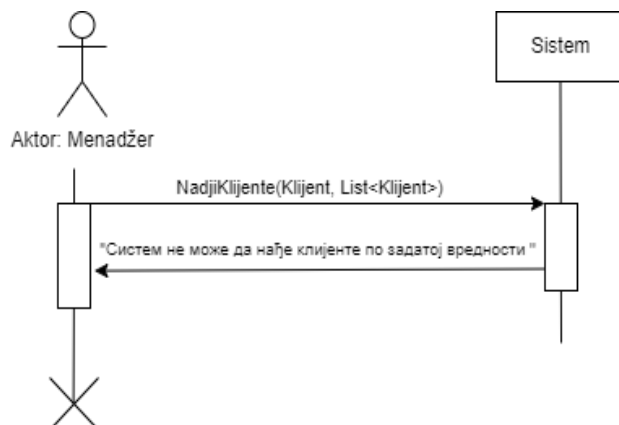 Sistem
Aktor: Menadžer
NadjiKlijente(Klijent, List<Klijent>)
"Систем не може да нађе клијенте по задатој вредности "